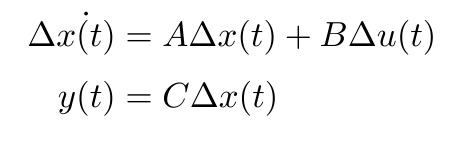 Δẋ(t) = AΔx(t) + BΔu(t)
y(t) = CΔx(t)